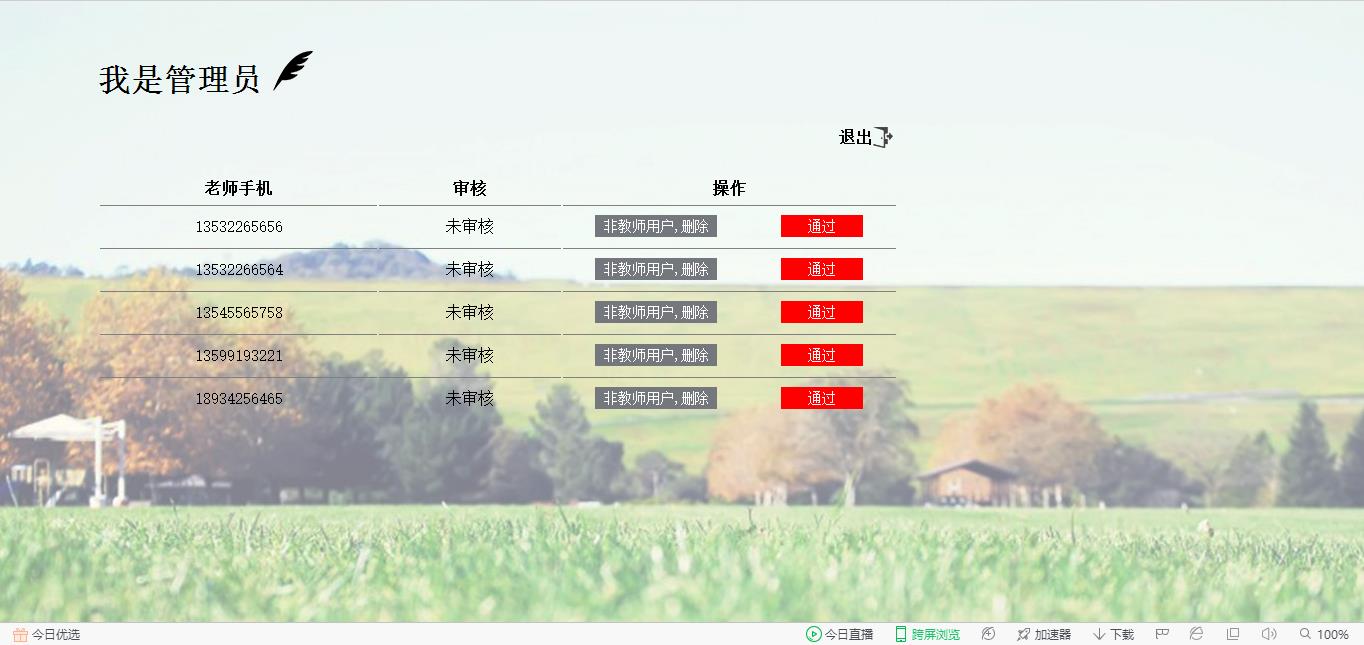 我是管理员
退出
老师手机 审核 操作
13532265656 未审核 非教师用户,删除 通过
13532266564 未审核 非教师用户,删除 通过
13545565758 未审核 非教师用户,删除 通过
13599193221 未审核 非教师用户,删除 通过
18934256465 未审核 非教师用户,删除 通过
今日优选 今日直播 跨屏浏览 加速器 下载 100%